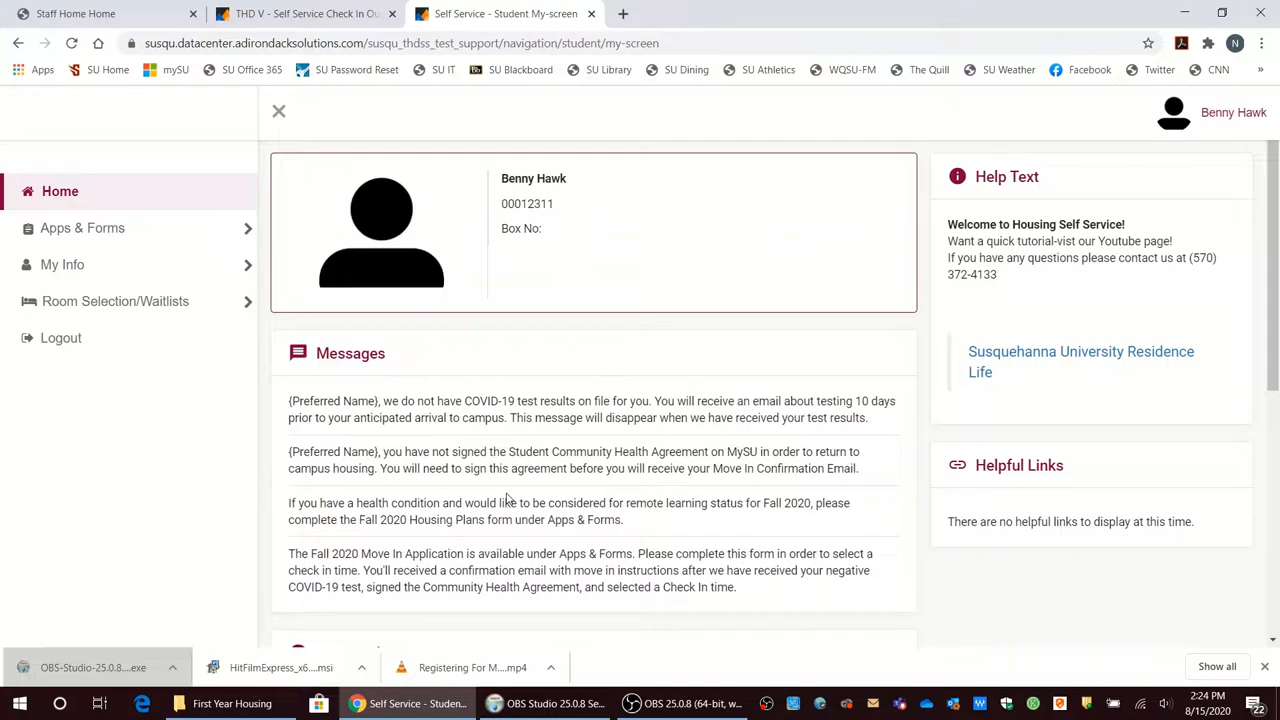 Staff Home Home
THD V - Self Service Check In Ou
Self Service - Student My-screen
susqu.datacenter.adirondacksolutions.com/susqu_thdss_test_support/navigation/student/my-screen
N
Apps
SU Home
mySU
SU Office 365
SU Password Reset
SU IT
Bb
SU Blackboard
SU Library
SU Dining
SU Athletics
WQSU-FM
The Quill
SU Weather
Facebook
Twitter
CNN
»
Benny Hawk
Home
Apps & Forms
My Info
Room Selection/Waitlists
Logout
Benny Hawk
00012311
Box No:
Messages
{Preferred Name}, we do not have COVID-19 test results on file for you. You will receive an email about testing 10 days
prior to your anticipated arrival to campus. This message will disappear when we have received your test results.
{Preferred Name}, you have not signed the Student Community Health Agreement on MySU in order to return to
campus housing. You will need to sign this agreement before you will receive your Move In Confirmation Email.
If you have a health condition and would like to be considered for remote learning status for Fall 2020, please
complete the Fall 2020 Housing Plans form under Apps & Forms.
The Fall 2020 Move In Application is available under Apps & Forms. Please complete this form in order to select a
check in time. You'll received a confirmation email with move in instructions after we have received your negative
COVID-19 test, signed the Community Health Agreement, and selected a Check In time.
Help Text
Welcome to Housing Self Service!
Want a quick tutorial-vist our Youtube page!
If you have any questions please contact us at (570)
372-4133
Susquehanna University Residence
Life
Helpful Links
There are no helpful links to display at this time.
OBS-Studio-25.0.8....exe
HitFilmExpress_x6....msi
Registering For M....mp4
Show all
First Year Housing
Self Service - Studen...
OBS Studio 25.0.8 Se...
OBS 25.0.8 (64-bit, w...
2:24 PM
8/15/2020
22